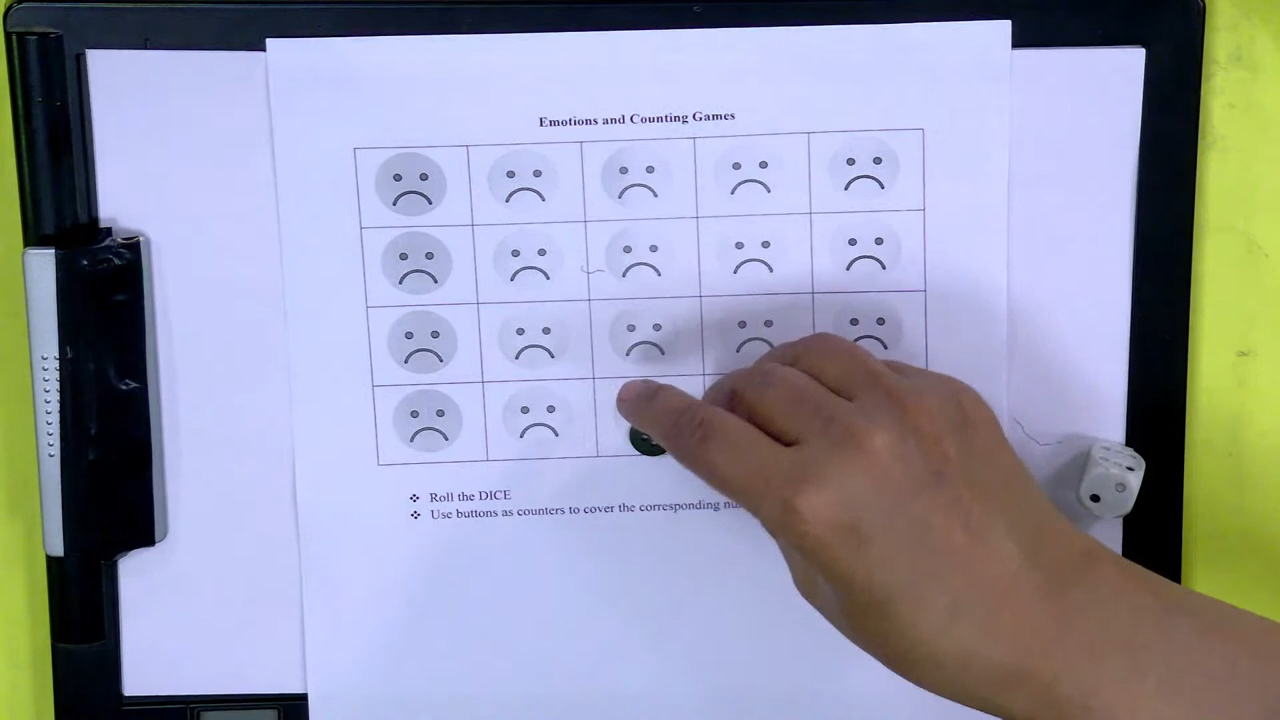 Emotions and Counting Games
❖ Roll the DICE
❖ Use buttons as counters to cover the corresponding